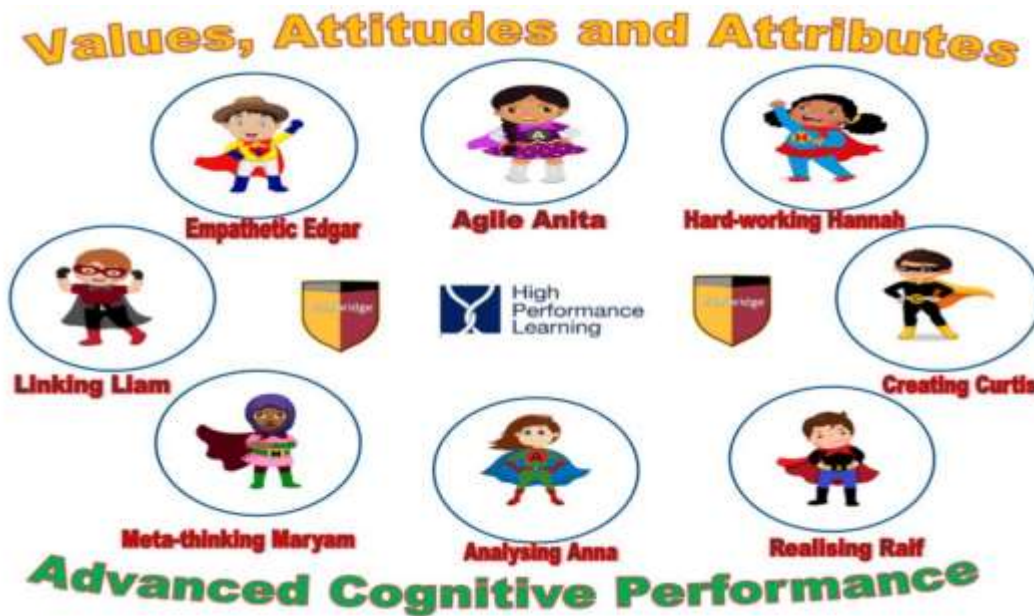 Values, Attitudes and Attributes
Empathetic Edgar
Agile Anita
Hard-working Hannah
High
Performance
Learning
Linking Liam
Creating Curtis
Meta-thinking Maryam
Analysing Anna
Realising Raif
Advanced Cognitive Performance